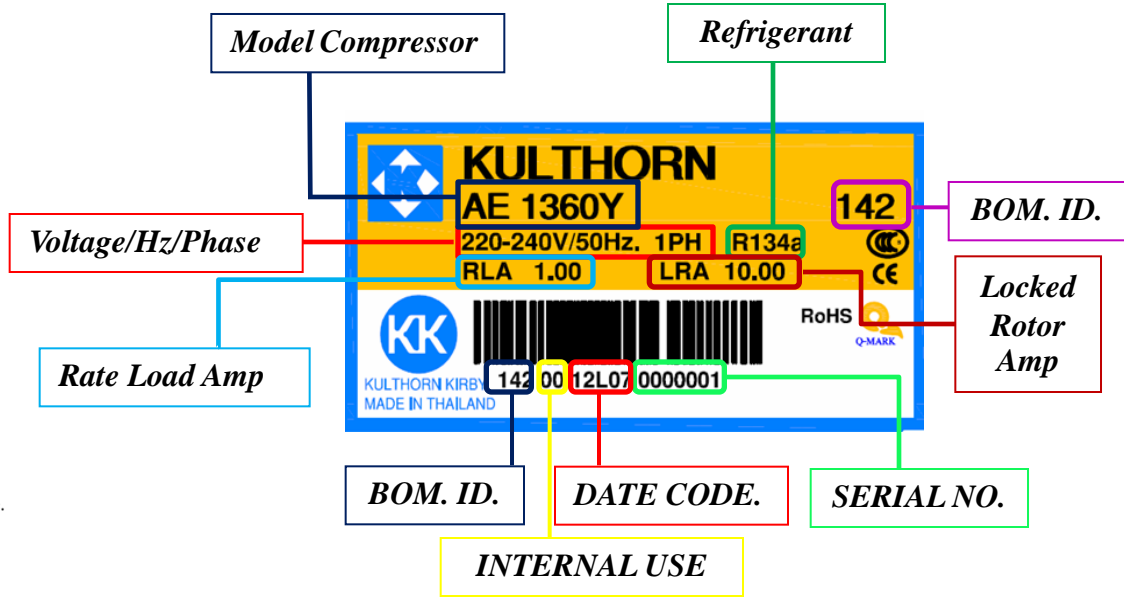 Model Compressor
Refrigerant
KULTHORN
AE 1360Y
142
BOM. ID.
Voltage/Hz/Phase
220-240V/50Hz. 1PH
R134a
RLA 1.00
LRA 10.00
CE
Locked
Rotor
Amp
RoHS
Q-MARK
KK
Rate Load Amp
KULTHORN KIRBY
142 00 12L07 0000001
MADE IN THAILAND
BOM. ID.
DATE CODE.
SERIAL NO.
INTERNAL USE